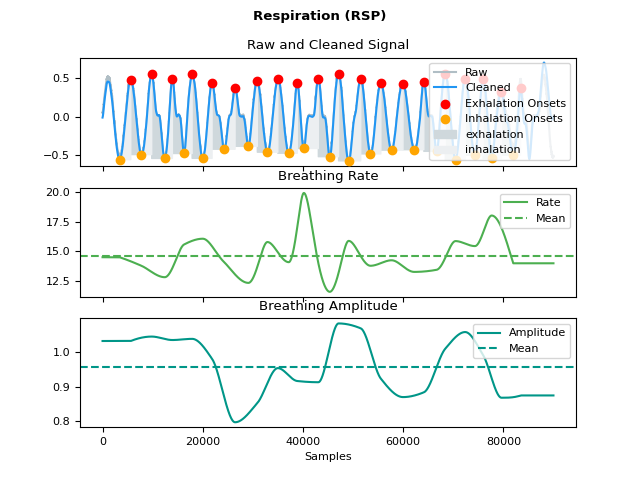 Respiration (RSP)
Raw and Cleaned Signal
0.5
0.0
−0.5
Raw
Cleaned
Exhalation Onsets
Inhalation Onsets
exhalation
inhalation
Breathing Rate
20.0
17.5
15.0
12.5
Rate
Mean
Breathing Amplitude
1.0
0.9
0.8
Amplitude
Mean
0 20000 40000 60000 80000
Samples